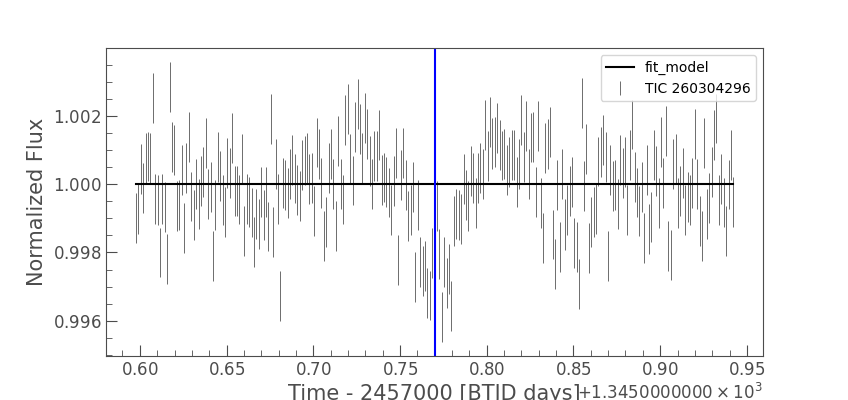 fit_model
TIC 260304296
Normalized Flux
1.002
1.000
0.998
0.996
0.60 0.65 0.70 0.75 0.80 0.85 0.90 0.95
Time - 2457000 [BTJD days]
+1.3450000000 × 10³